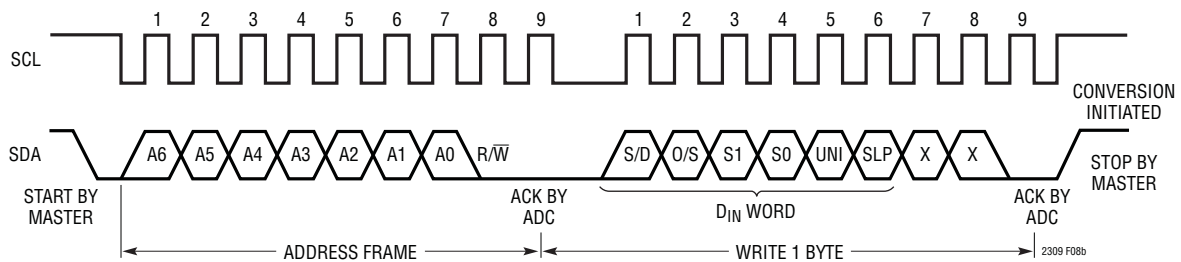 1 2 3 4 5 6 7 8 9 1 2 3 4 5 6 7 8 9
SCL
CONVERSION
INITIATED
SDA
A6 A5 A4 A3 A2 A1 A0 R/W̅ S/D O/S S1 S0 UNI SLP X X
START BY
MASTER
ACK BY
ADC
DIN WORD
ACK BY
ADC
STOP BY
MASTER
ADDRESS FRAME
WRITE 1 BYTE
2309 F08b